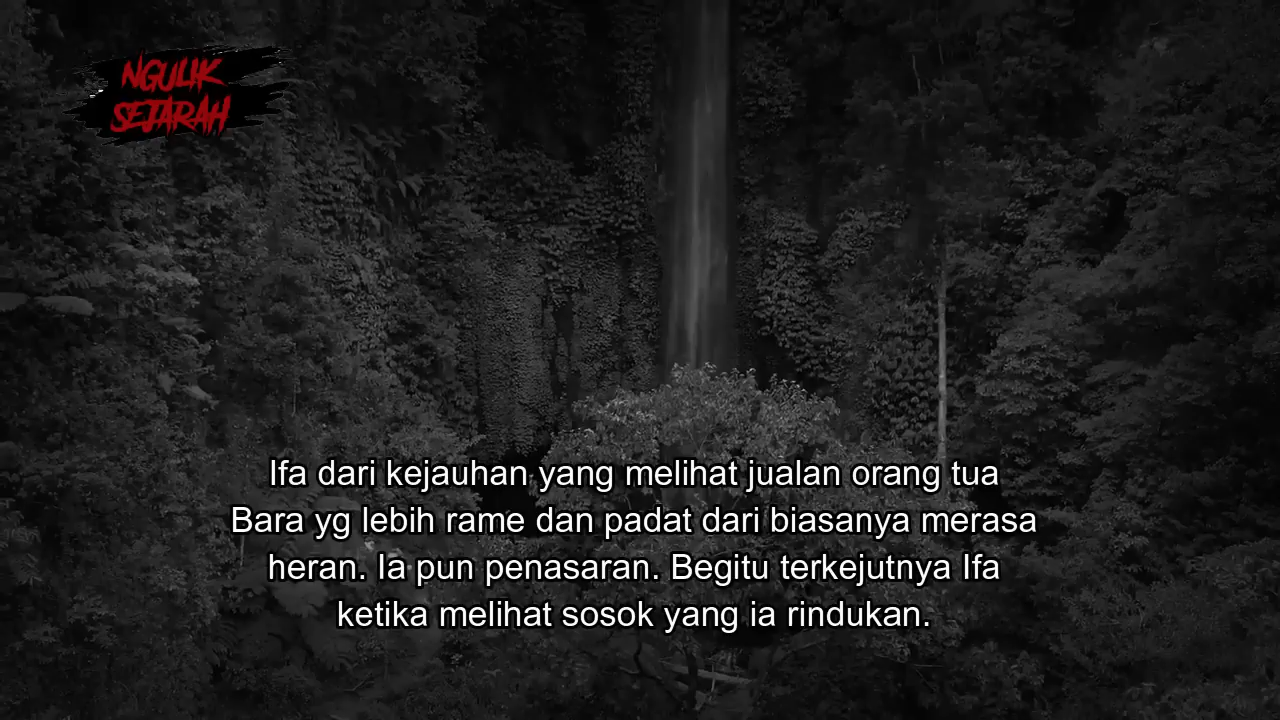 NGULIK
SEJARAH
Ifa dari kejauhan yang melihat jualan orang tua
Bara yg lebih rame dan padat dari biasanya merasa
heran. Ia pun penasaran. Begitu terkejutnya Ifa
ketika melihat sosok yang ia rindukan.